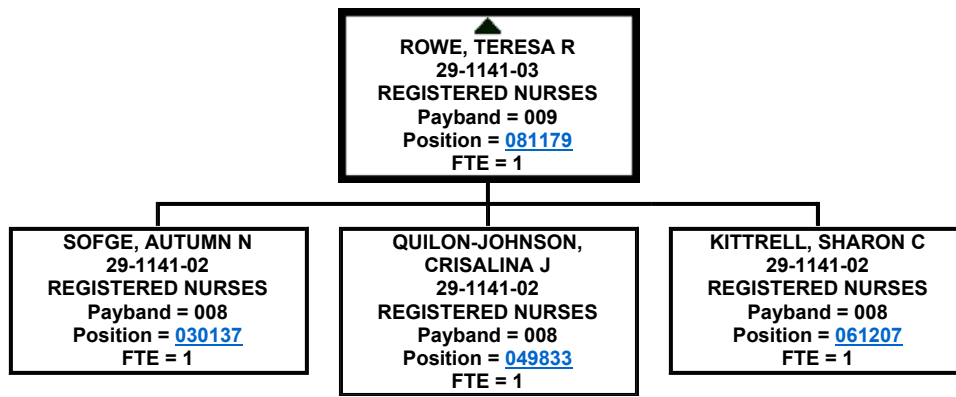 ROWE, TERESA R
29-1141-03
REGISTERED NURSES
Payband = 009
Position = 081179
FTE = 1
SOFGE, AUTUMN N
29-1141-02
REGISTERED NURSES
Payband = 008
Position = 030137
FTE = 1
QUILON-JOHNSON,
CRISALINA J
29-1141-02
REGISTERED NURSES
Payband = 008
Position = 049833
FTE = 1
KITTRELL, SHARON C
29-1141-02
REGISTERED NURSES
Payband = 008
Position = 061207
FTE = 1